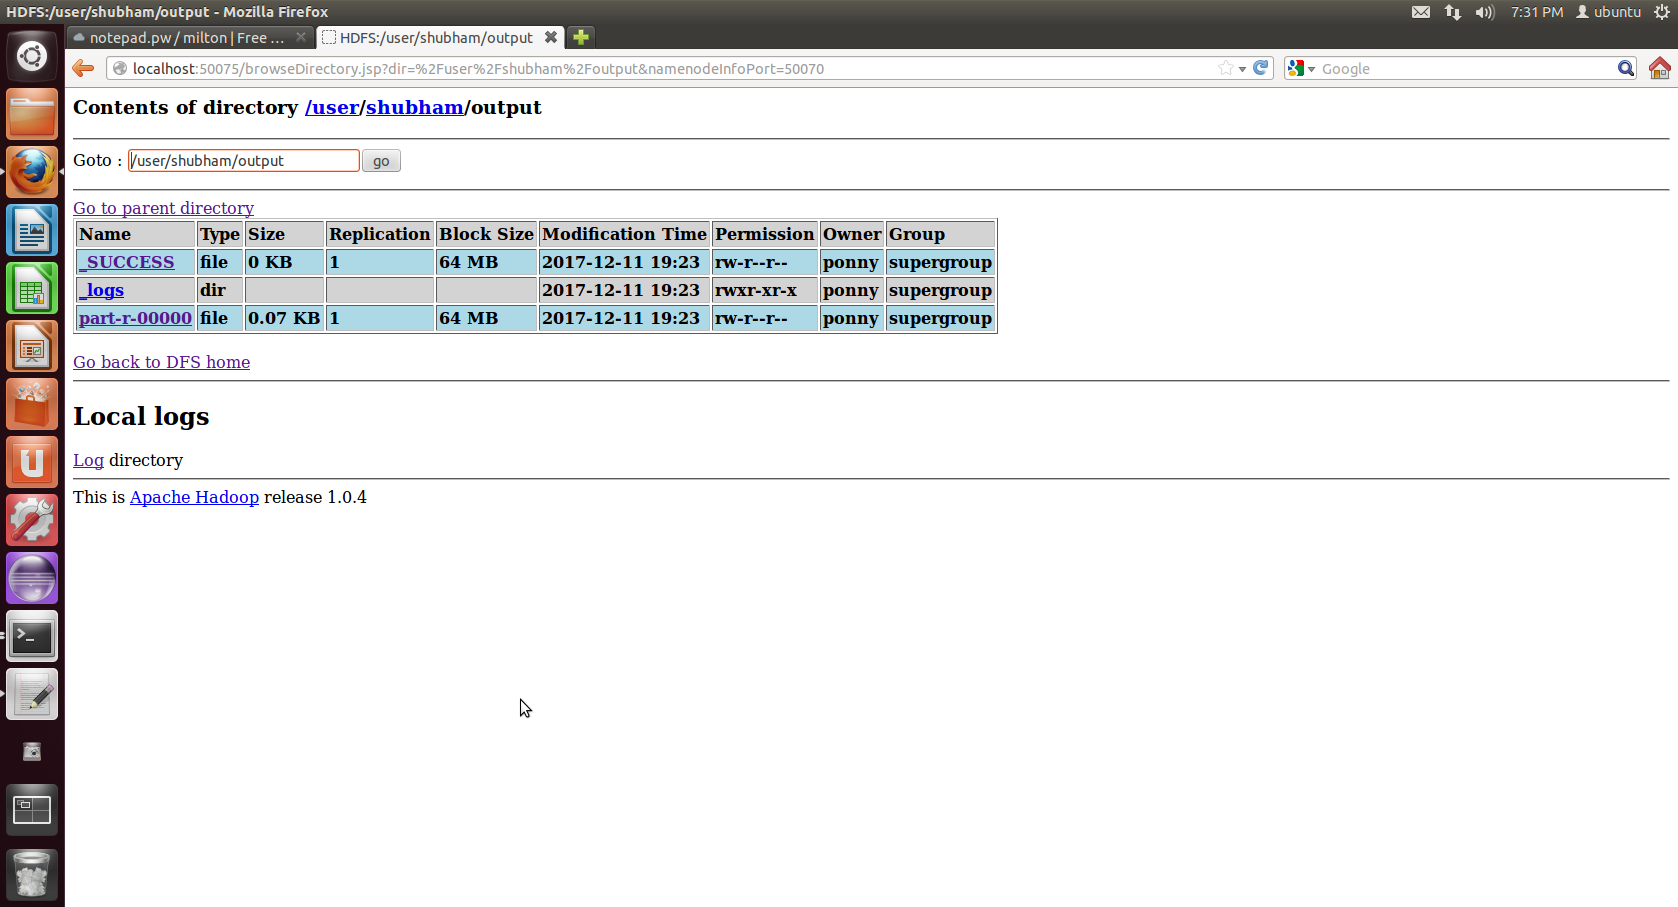 HDFS:/user/shubham/output - Mozilla Firefox
7:31 PM ubuntu
notepad.pw / milton | Free ...
HDFS:/user/shubham/output
localhost:50075/browseDirectory.jsp?dir=%2Fuser%2Fshubham%2Foutput&namenodeInfoPort=50070
Google
Contents of directory /user/shubham/output
Goto : /user/shubham/output go
Go to parent directory
Name Type Size Replication Block Size Modification Time Permission Owner Group
_SUCCESS file 0 KB 1 64 MB 2017-12-11 19:23 rw-r--r-- ponny supergroup
_logs dir 2017-12-11 19:23 rwxr-xr-x ponny supergroup
part-r-00000 file 0.07 KB 1 64 MB 2017-12-11 19:23 rw-r--r-- ponny supergroup
Go back to DFS home
Local logs
Log directory
This is Apache Hadoop release 1.0.4